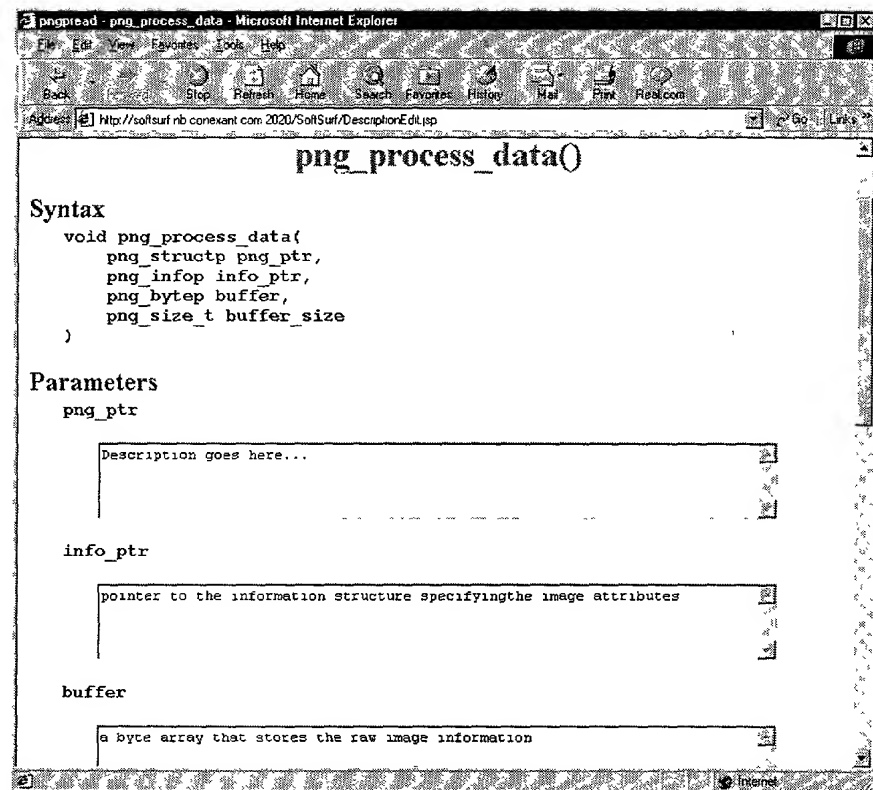 pngpread - png_process_data - Microsoft Internet Explorer
File Edit View Favorites Tools Help
Back Forward Stop Refresh Home Search Favorites History Mail Print Real.com
Address http://softsurf nb conexant com 2020/SoftSurf/DescriptionEdit.jsp Go Links »
png_process_data()
Syntax
void png_process_data(
png_structp png_ptr,
png_infop info_ptr,
png_bytep buffer,
png_size_t buffer_size
)
Parameters
png_ptr
Description goes here...
info_ptr
pointer to the information structure specifyingthe image attributes
buffer
a byte array that stores the raw image information
Internet